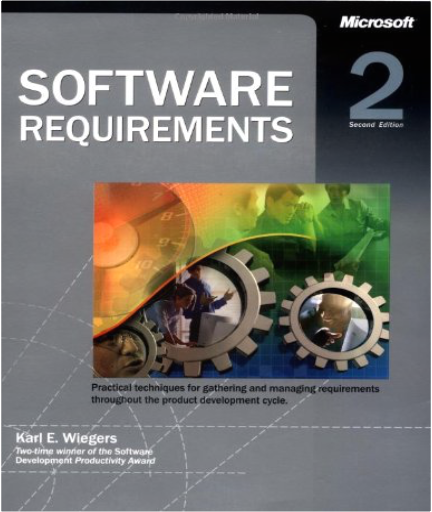 Microsoft
SOFTWARE
REQUIREMENTS
2
Second Edition
Practical techniques for gathering and managing requirements
throughout the product development cycle.
Karl E. Wiegers
Two-time winner of the Software
Development Productivity Award